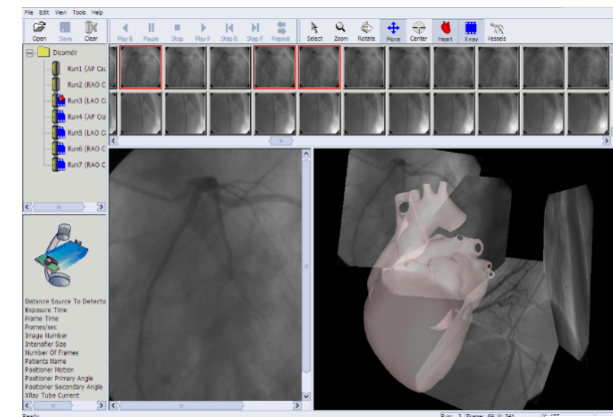 File Edit View Tools Help
Open Save Clear Play B Pause Stop Play F Step B Step F Repeat Select Zoom Rotate Move Center Heart X-ray Vessels
Dicomdir
Run1 (AP Cau
Run2 (RAO C
Run3 (LAO C
Run4 (AP Cra
Run5 (LAO C
Run6 (RAO C
Run7 (RAO C
Distance Source To Detecto
Exposure Time
Frame Time
Frames/sec
Image Number
Intensifier Size
Number Of Frames
Patients Name
Positioner Motion
Positioner Primary Angle
Positioner Secondary Angle
XRay Tube Current
Ready